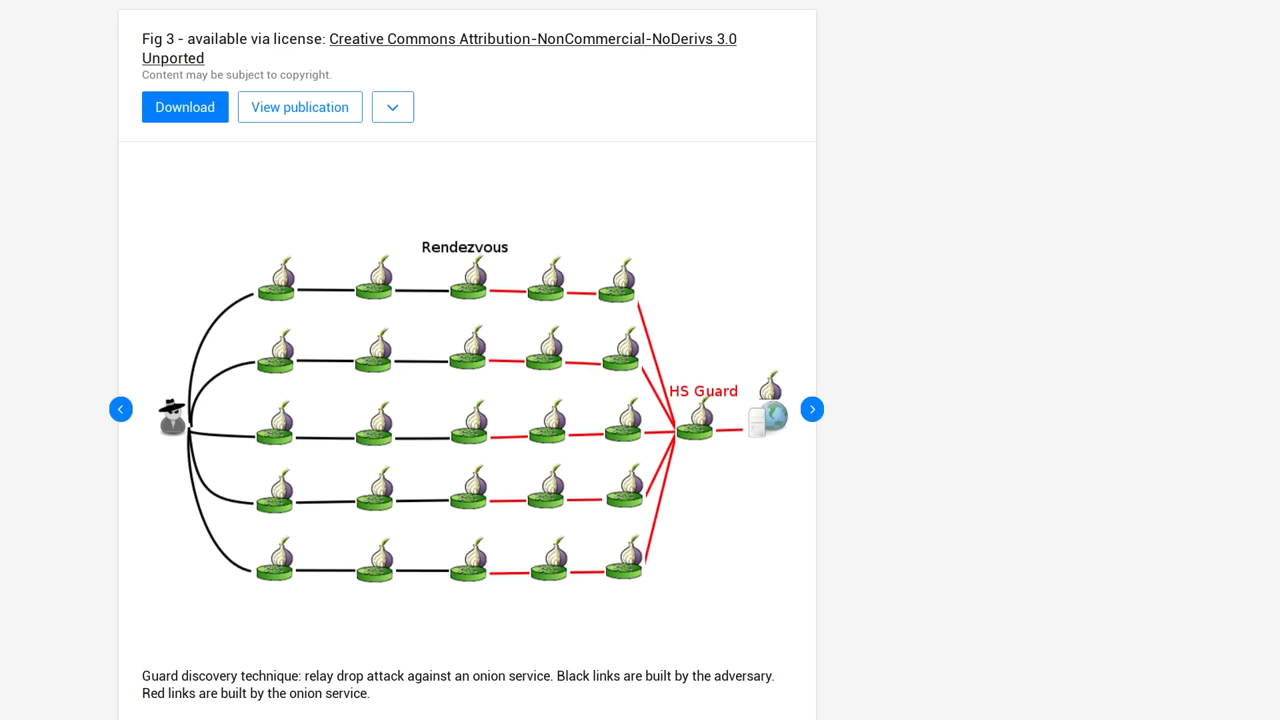 Fig 3 - available via license: Creative Commons Attribution-NonCommercial-NoDerivs 3.0
Unported
Content may be subject to copyright.
Download View publication
Rendezvous
HS Guard
Guard discovery technique: relay drop attack against an onion service. Black links are built by the adversary.
Red links are built by the onion service.